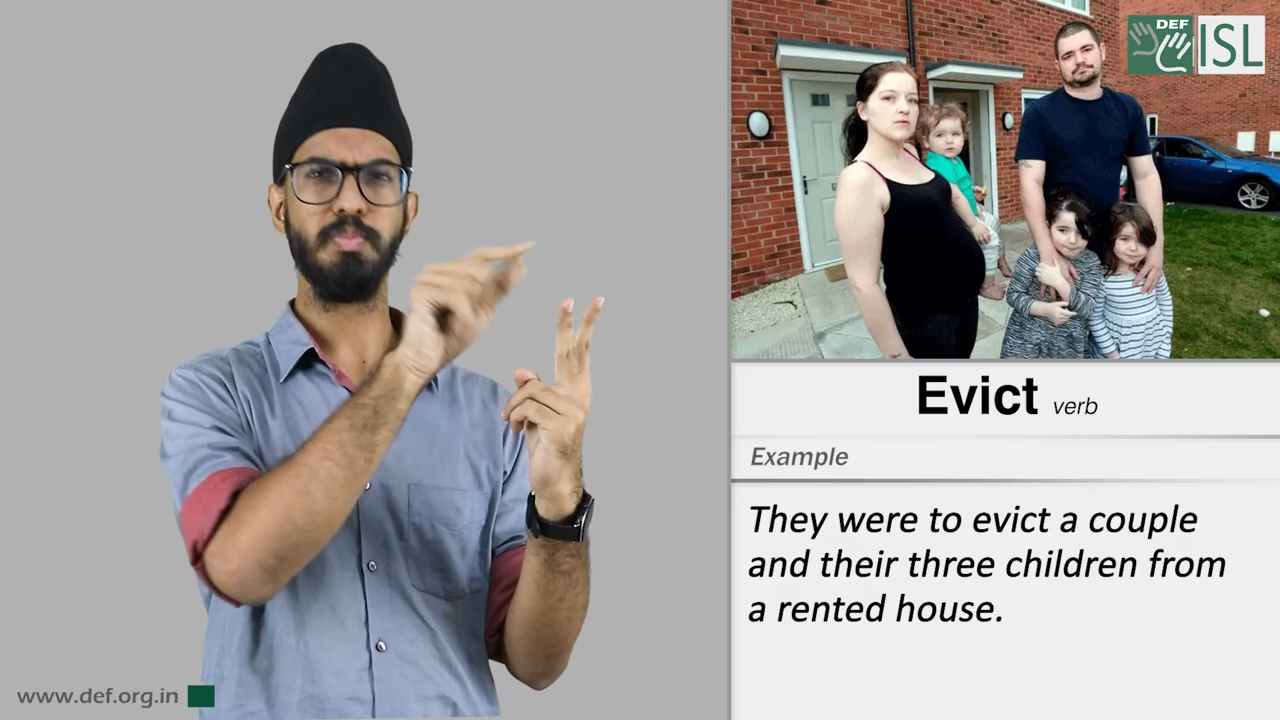 DEF
ISL
Evict verb
Example
They were to evict a couple
and their three children from
a rented house.
www.def.org.in